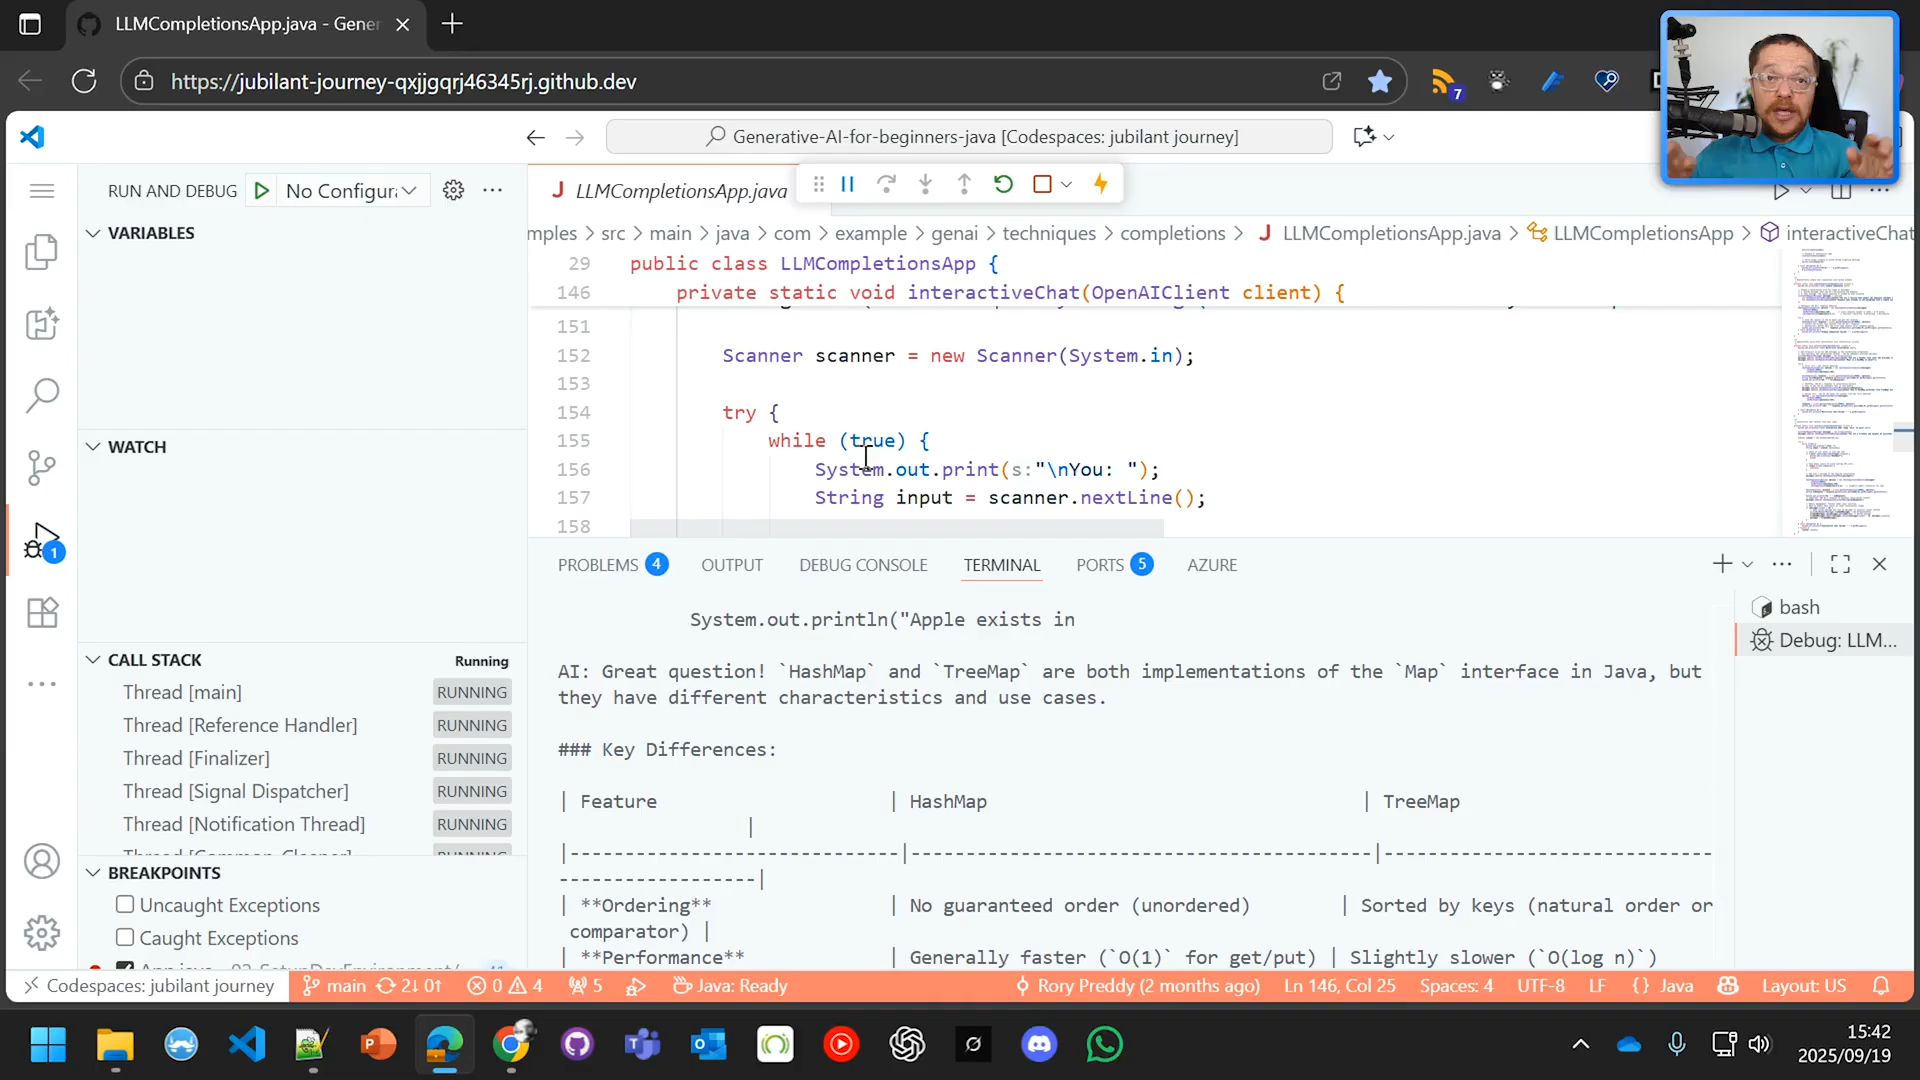 LLMCompletionsApp.java - Gener
https://jubilant-journey-qxjjgqrj46345rj.github.dev
7
Generative-AI-for-beginners-java [Codespaces: jubilant journey]
RUN AND DEBUG
No Configura
LLMCompletionsApp.java
mples > src > main > java > com > example > genai > techniques > completions > LLMCompletionsApp.java > LLMCompletionsApp > interactiveChat
VARIABLES
29 public class LLMCompletionsApp {
146 private static void interactiveChat(OpenAIClient client) {
151
152 Scanner scanner = new Scanner(System.in);
153
154 try {
155 while (true) {
156 System.out.print(s:"\nYou: ");
157 String input = scanner.nextLine();
158
WATCH
1
CALL STACK
Running
Thread [main] RUNNING
Thread [Reference Handler] RUNNING
Thread [Finalizer] RUNNING
Thread [Signal Dispatcher] RUNNING
Thread [Notification Thread] RUNNING
BREAKPOINTS
Uncaught Exceptions
Caught Exceptions
PROBLEMS 4 OUTPUT DEBUG CONSOLE TERMINAL PORTS 5 AZURE
bash
Debug: LLM...
System.out.println("Apple exists in
AI: Great question! `HashMap` and `TreeMap` are both implementations of the `Map` interface in Java, but
they have different characteristics and use cases.
### Key Differences:
| Feature | HashMap | TreeMap
|
|------------------------------|------------------------------------------|------------------------------
------------------|
| **Ordering** | No guaranteed order (unordered) | Sorted by keys (natural order or
comparator) |
| **Performance** | Generally faster (`O(1)` for get/put) | Slightly slower (`O(log n)`)
Codespaces: jubilant journey main 2↓ 0↑ 0 4 5 Java: Ready Rory Preddy (2 months ago) Ln 146, Col 25 Spaces: 4 UTF-8 LF {} Java Layout: US
15:42
2025/09/19